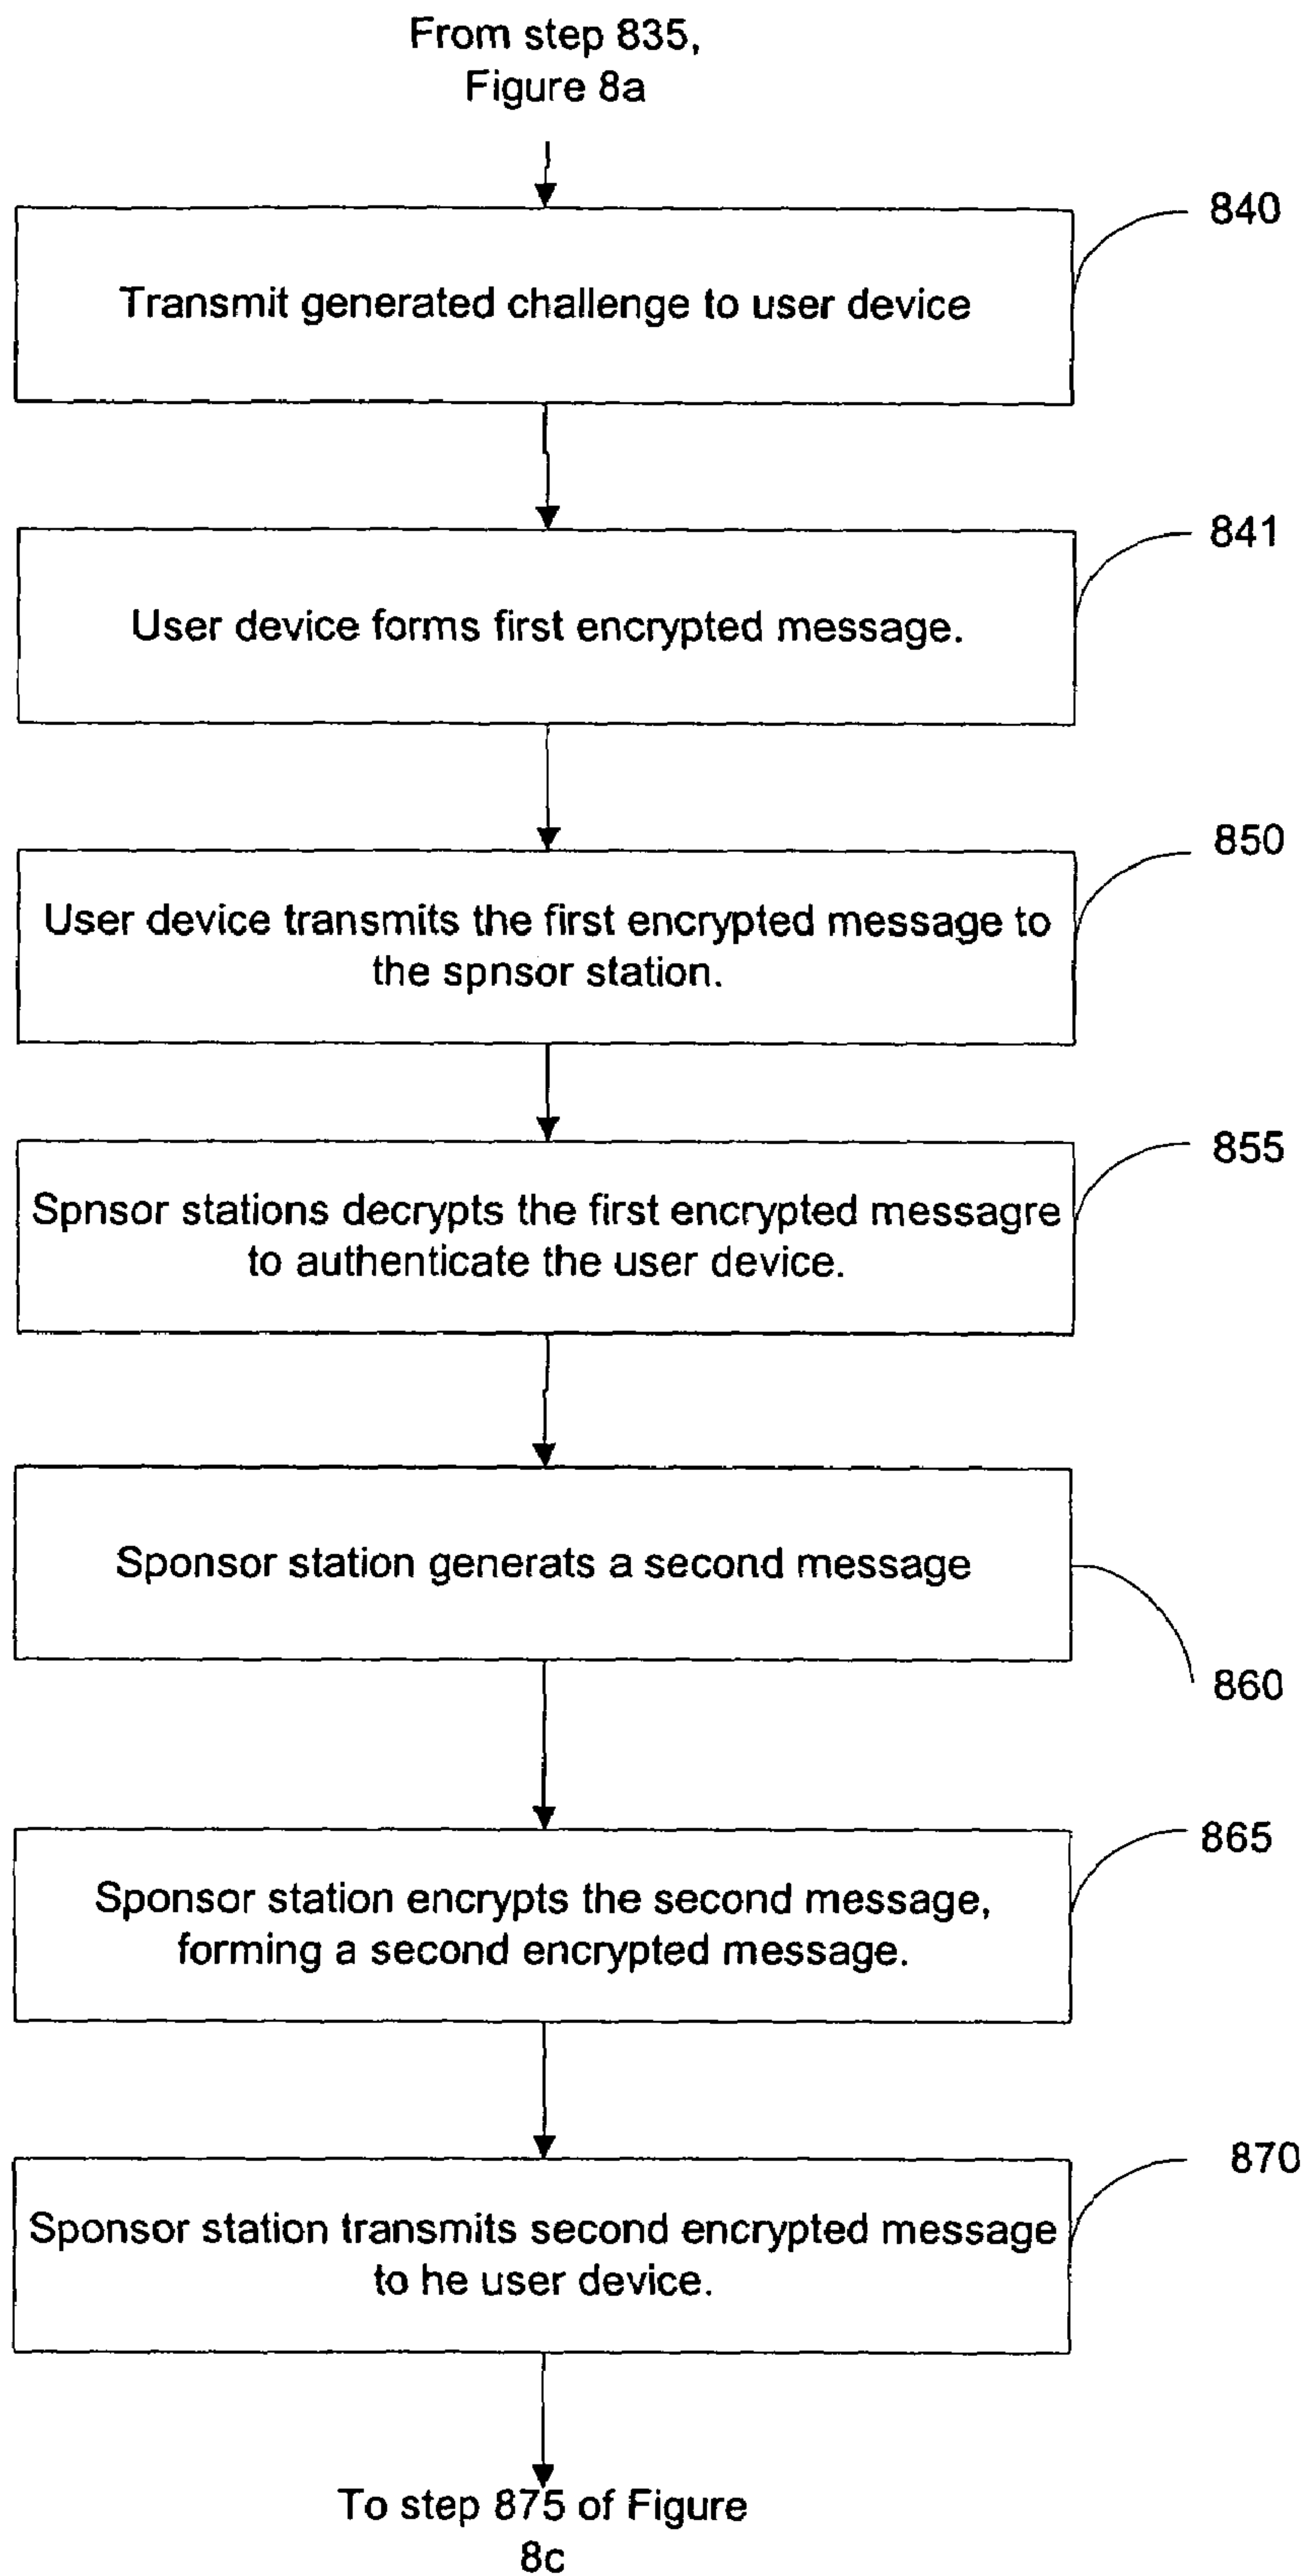 From step 835,
Figure 8a
840
Transmit generated challenge to user device
841
User device forms first encrypted message.
850
User device transmits the first encrypted message to
the spnsor station.
855
Spnsor stations decrypts the first encrypted messagre
to authenticate the user device.
Sponsor station generats a second message
860
865
Sponsor station encrypts the second message,
forming a second encrypted message.
870
Sponsor station transmits second encrypted message
to he user device.
To step 875 of Figure
8c